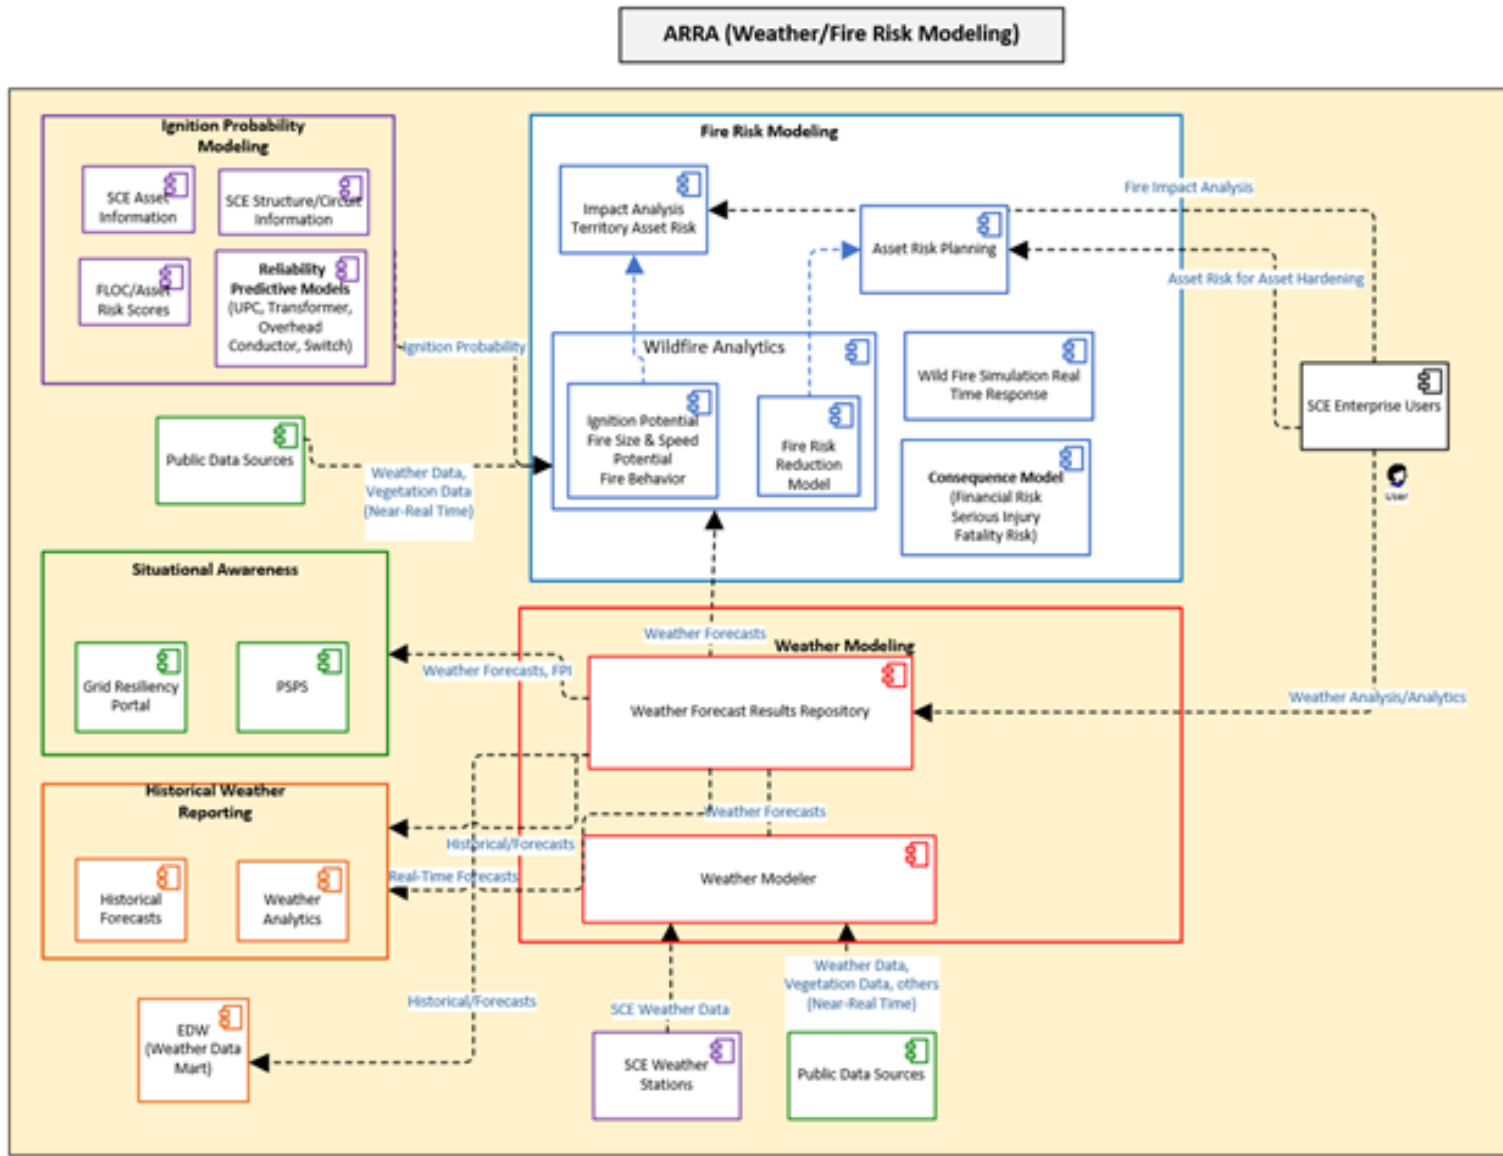 ARRA (Weather/Fire Risk Modeling)
Ignition Probability
Modeling
SCE Asset
Information
SCE Structure/Circuit
Information
FLOC/Asset
Risk Scores
Reliability
Predictive Models
(UPC, Transformer,
Overhead
Conductor, Switch)
Ignition Probability
Public Data Sources
Weather Data,
Vegetation Data
(Near-Real Time)
Fire Risk Modeling
Impact Analysis
Territory Asset Risk
Asset Risk Planning
Fire Impact Analysis
Asset Risk for Asset Hardening
Wildfire Analytics
Ignition Potential
Fire Size & Speed
Potential
Fire Behavior
Fire Risk
Reduction
Model
Wild Fire Simulation Real
Time Response
Consequence Model
(Financial Risk
Serious Injury
Fatality Risk)
SCE Enterprise Users
User
Situational Awareness
Grid Resiliency
Portal
PSPS
Weather Forecasts
Weather Forecasts, FPI
Weather Modeling
Weather Forecast Results Repository
Weather Analysis/Analytics
Historical Weather
Reporting
Historical
Forecasts
Weather
Analytics
Weather Forecasts
Historical/Forecasts
Real-Time Forecasts
Weather Modeler
Historical/Forecasts
EDW
(Weather Data
Mart)
SCE Weather Data
Weather Data,
Vegetation Data, others
(Near-Real Time)
SCE Weather
Stations
Public Data Sources